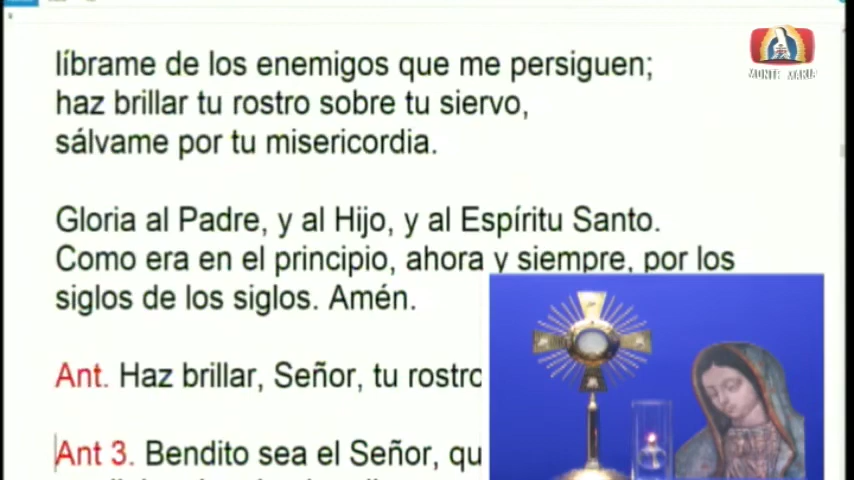 líbrame de los enemigos que me persiguen;
haz brillar tu rostro sobre tu siervo,
sálvame por tu misericordia.
Gloria al Padre, y al Hijo, y al Espíritu Santo.
Como era en el principio, ahora y siempre, por los
siglos de los siglos. Amén.
Ant. Haz brillar, Señor, tu rostro
Ant 3. Bendito sea el Señor, qu
MONTE MARIA